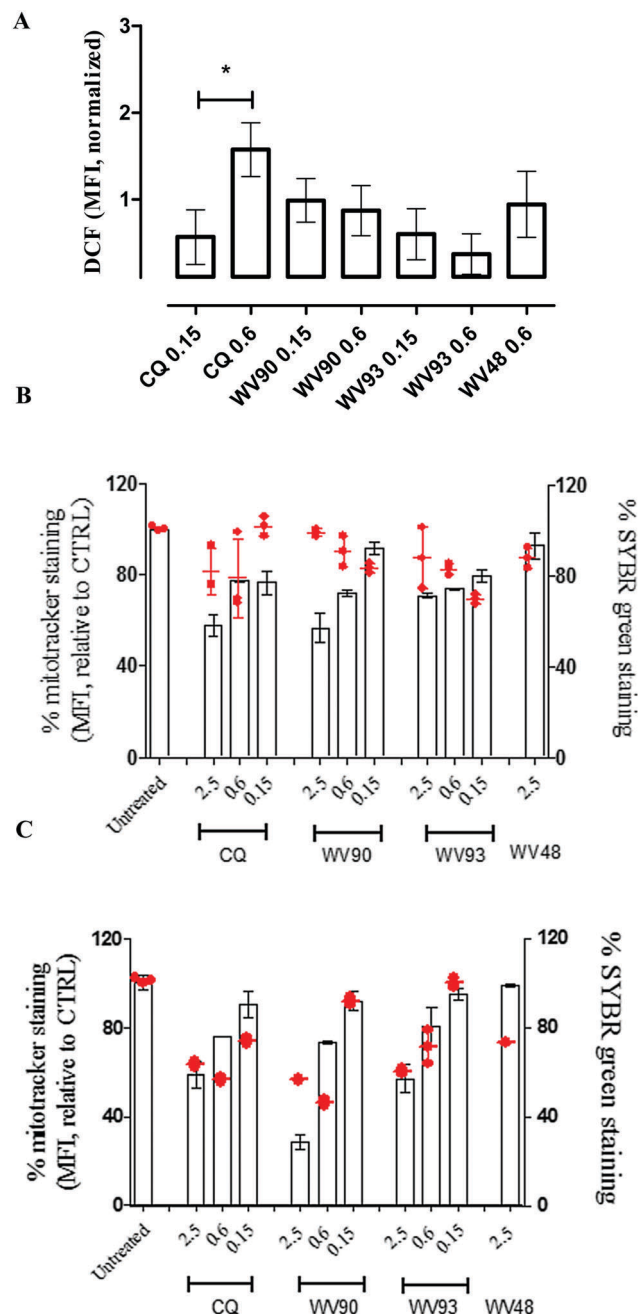 A
DCF (MFI, normalized)
3
2
1
*
CQ 0.15
CQ 0.6
WV90 0.15
WV90 0.6
WV93 0.15
WV93 0.6
WV48 0.6
B
% mitotracker staining
(MFI, relative to CTRL)
120
80
40
0
120
80
40
0
% SYBR
green staining
Untreated
2.5
0.6
0.15
2.5
0.6
0.15
2.5
0.6
0.15
2.5
CQ
WV90
WV93
WV48
C
% mitotracker staining
(MFI, relative to CTRL)
120
80
40
0
120
80
40
0
% SYBR
green staining
Untreated
2.5
0.6
0.15
2.5
0.6
0.15
2.5
0.6
0.15
2.5
CQ
WV90
WV93
WV48